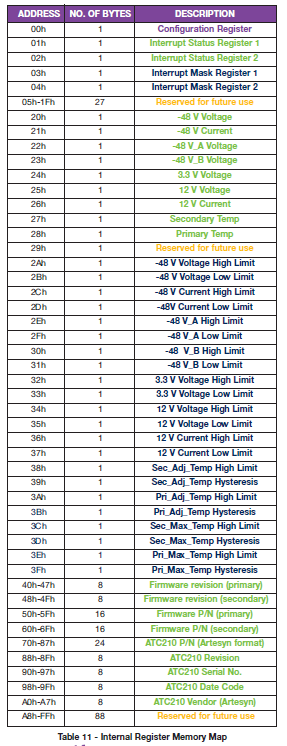 ADDRESS NO. OF BYTES DESCRIPTION
00h 1 Configuration Register
01h 1 Interrupt Status Register 1
02h 1 Interrupt Status Register 2
03h 1 Interrupt Mask Register 1
04h 1 Interrupt Mask Register 2
05h-1Fh 27 Reserved for future use
20h 1 -48 V Voltage
21h 1 -48 V Current
22h 1 -48 V_A Voltage
23h 1 -48 V_B Voltage
24h 1 3.3 V Voltage
25h 1 12 V Voltage
26h 1 12 V Current
27h 1 Secondary Temp
28h 1 Primary Temp
29h 1 Reserved for future use
2Ah 1 -48 V Voltage High Limit
2Bh 1 -48 V Voltage Low Limit
2Ch 1 -48 V Current High Limit
2Dh 1 -48V Current Low Limit
2Eh 1 -48 V_A High Limit
2Fh 1 -48 V_A Low Limit
30h 1 -48 V_B High Limit
31h 1 -48 V_B Low Limit
32h 1 3.3 V Voltage High Limit
33h 1 3.3 V Voltage Low Limit
34h 1 12 V Voltage High Limit
35h 1 12 V Voltage Low Limit
36h 1 12 V Current High Limit
37h 1 12 V Current Low Limit
38h 1 Sec_Adj_Temp High Limit
39h 1 Sec_Adj_Temp Hysteresis
3Ah 1 Pri_Adj_Temp High Limit
3Bh 1 Pri_Adj_Temp Hysteresis
3Ch 1 Sec_Max_Temp High Limit
3Dh 1 Sec_Max_Temp Hysteresis
3Eh 1 Pri_Max_Temp High Limit
3Fh 1 Pri_Max_Temp Hysteresis
40h-47h 8 Firmware revision (primary)
48h-4Fh 8 Firmware revision (secondary)
50h-5Fh 16 Firmware P/N (primary)
60h-6Fh 16 Firmware P/N (secondary)
70h-87h 24 ATC210 P/N (Artesyn format)
88h-8Fh 8 ATC210 Revision
90h-97h 8 ATC210 Serial No.
98h-9Fh 8 ATC210 Date Code
A0h-A7h 8 ATC210 Vendor (Artesyn)
A8h-FFh 88 Reserved for future use
Table 11 - Internal Register Memory Map